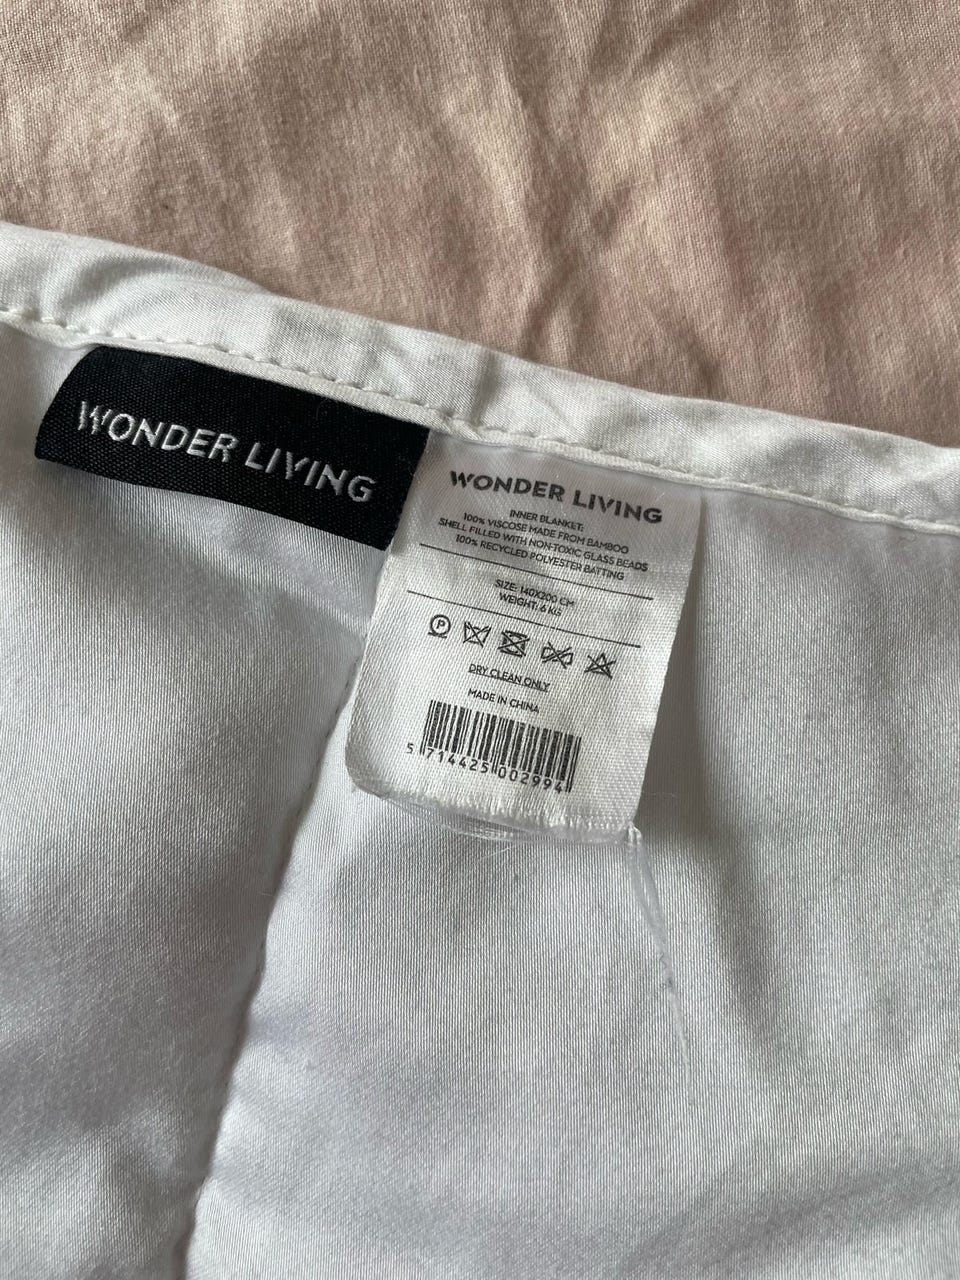 WONDER LIVING
WONDER LIVING
INNER BLANKET:
100% VISCOSE MADE FROM BAMBOO
SHELL FILLED WITH NON-TOXIC GLASS BEADS
100% RECYCLED POLYESTER BATTING
SIZE: 140X200 CM
WEIGHT: 6 KG
P
DRY CLEAN ONLY
MADE IN CHINA
5 714425 002994